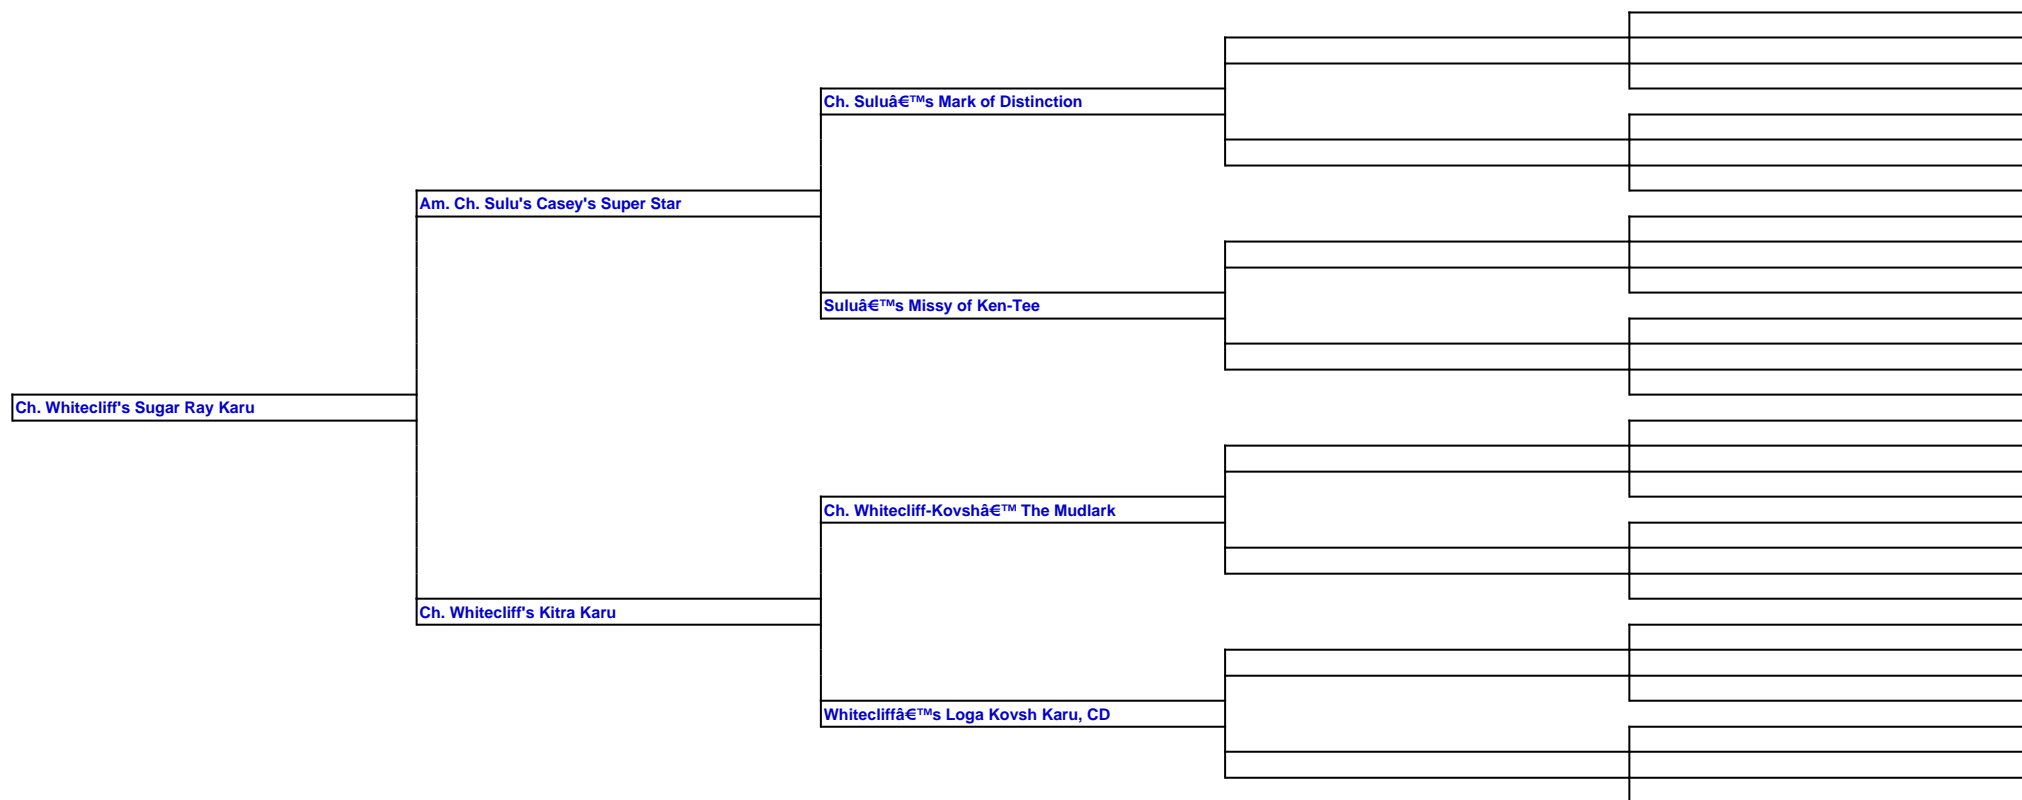 Ch. Suluâ€™s Mark of Distinction
Am. Ch. Sulu's Casey's Super Star
Suluâ€™s Missy of Ken-Tee
Ch. Whitecliff's Sugar Ray Karu
Ch. Whitecliff-Kovshâ€™ The Mudlark
Ch. Whitecliff's Kitra Karu
Whitecliffâ€™s Loga Kovsh Karu, CD